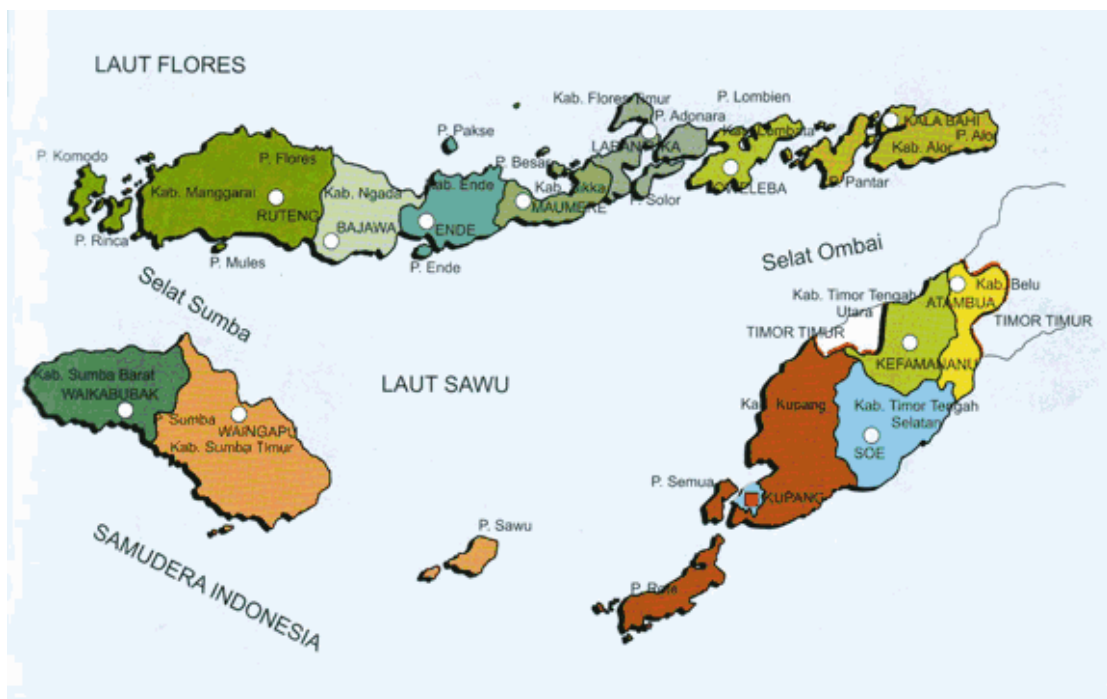 LAUT FLORES
Kab. Flores Timur
P. Lombien
P. Adonara
KALA BAHI
P. Alor
P. Pakse
P. Komodo
P. Flores
P. Besar
Kab. Lembata
LARANTUKA
Kab. Alor
Kab. Manggarai
Kab. Ngada
Kab. Ende
Kab. Sikka
P. Pantar
RUTENG
MAUMERE
P. Solor
BAJAWA
ENDE
P. Rinca
P. Mules
P. Ende
Selat Ombai
Selat Sumba
Kab. Belu
Kab. Timor Tengah
Utara
ATAMBUA
TIMOR TIMUR
TIMOR TIMUR
KEFAMANANU
Kab. Sumba Barat
WAIKABUBAK
LAUT SAWU
Kupang
Kab. Timor Tengah
Selatan
P. Sumba
WAINGAPU
Kab. Sumba Timur
SOE
P. Semua
KUPANG
P. Sawu
SAMUDERA INDONESIA
P. Rote